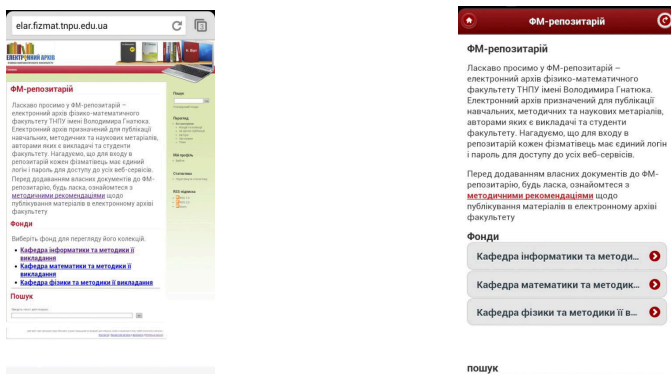 elar.fizmat.tnpu.edu.ua
ФМ-репозитарій
Ласкаво просимо у ФМ-репозитарій –
електронний архів фізико-математичного
факультету ТНПУ імені Володимира Гнатюка.
Електронний архів призначений для публікації
навчальних, методичних та наукових метаріалів,
авторами яких є викладачі та студенти
факультету. Нагадуємо, що для входу в
репозитарій кожен фізматівець має єдиний
логін і пароль для доступу до усіх веб-сервісів.
Перед додаванням власних документів до ФМ-
репозитарію, будь ласка, ознайомтеся з
методичними рекомендаціями щодо
публікування матеріалів в електронному архіві
факультету
Фонди
Виберіть фонд для перегляду його колекцій.
Кафедра інформатики та методики її
викладання
Кафедра математики та методики її
викладання
Кафедра фізики та методики її викладання
Пошук
ФМ-репозитарій
ФМ-репозитарій
Ласкаво просимо у ФМ-репозитарій –
електронний архів фізико-математичного
факультету ТНПУ імені Володимира Гнатюка.
Електронний архів призначений для публікації
навчальних, методичних та наукових метаріалів,
авторами яких є викладачі та студенти
факультету. Нагадуємо, що для входу в
репозитарій кожен фізматівець має єдиний логін
і пароль для доступу до усіх веб-сервісів.
Перед додаванням власних документів до ФМ-
репозитарію, будь ласка, ознайомтеся з
методичними рекомендаціями щодо
публікування матеріалів в електронному архіві
факультету
Фонди
Кафедра інформатики та методи...
Кафедра математики та методик...
Кафедра фізики та методики її в...
пошук